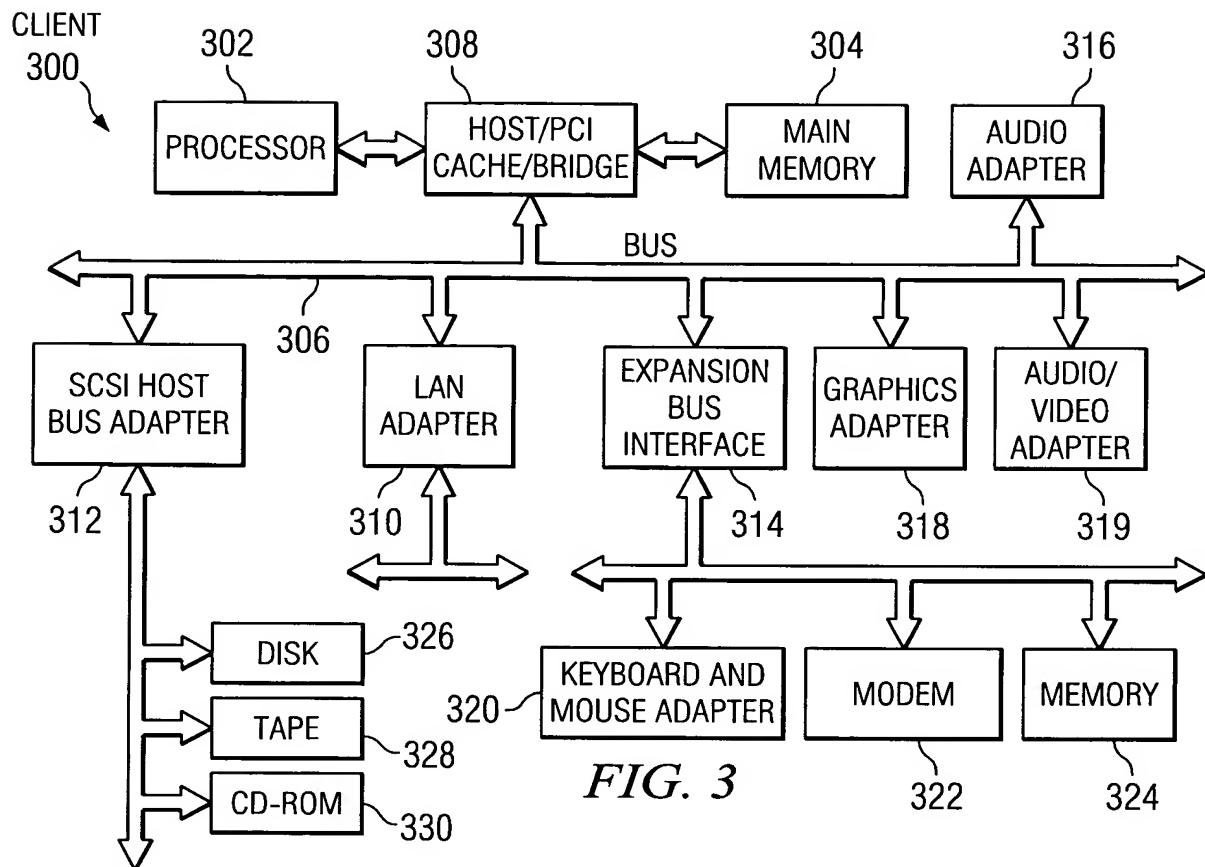 CLIENT
300
302
308
304
316
PROCESSOR
HOST/PCI
CACHE/BRIDGE
MAIN
MEMORY
AUDIO
ADAPTER
BUS
306
SCSI HOST
BUS ADAPTER
LAN
ADAPTER
EXPANSION
BUS
INTERFACE
GRAPHICS
ADAPTER
AUDIO/
VIDEO
ADAPTER
312
310
314
318
319
DISK
326
TAPE
328
CD-ROM
330
320
KEYBOARD AND
MOUSE ADAPTER
MODEM
MEMORY
322
324
FIG. 3